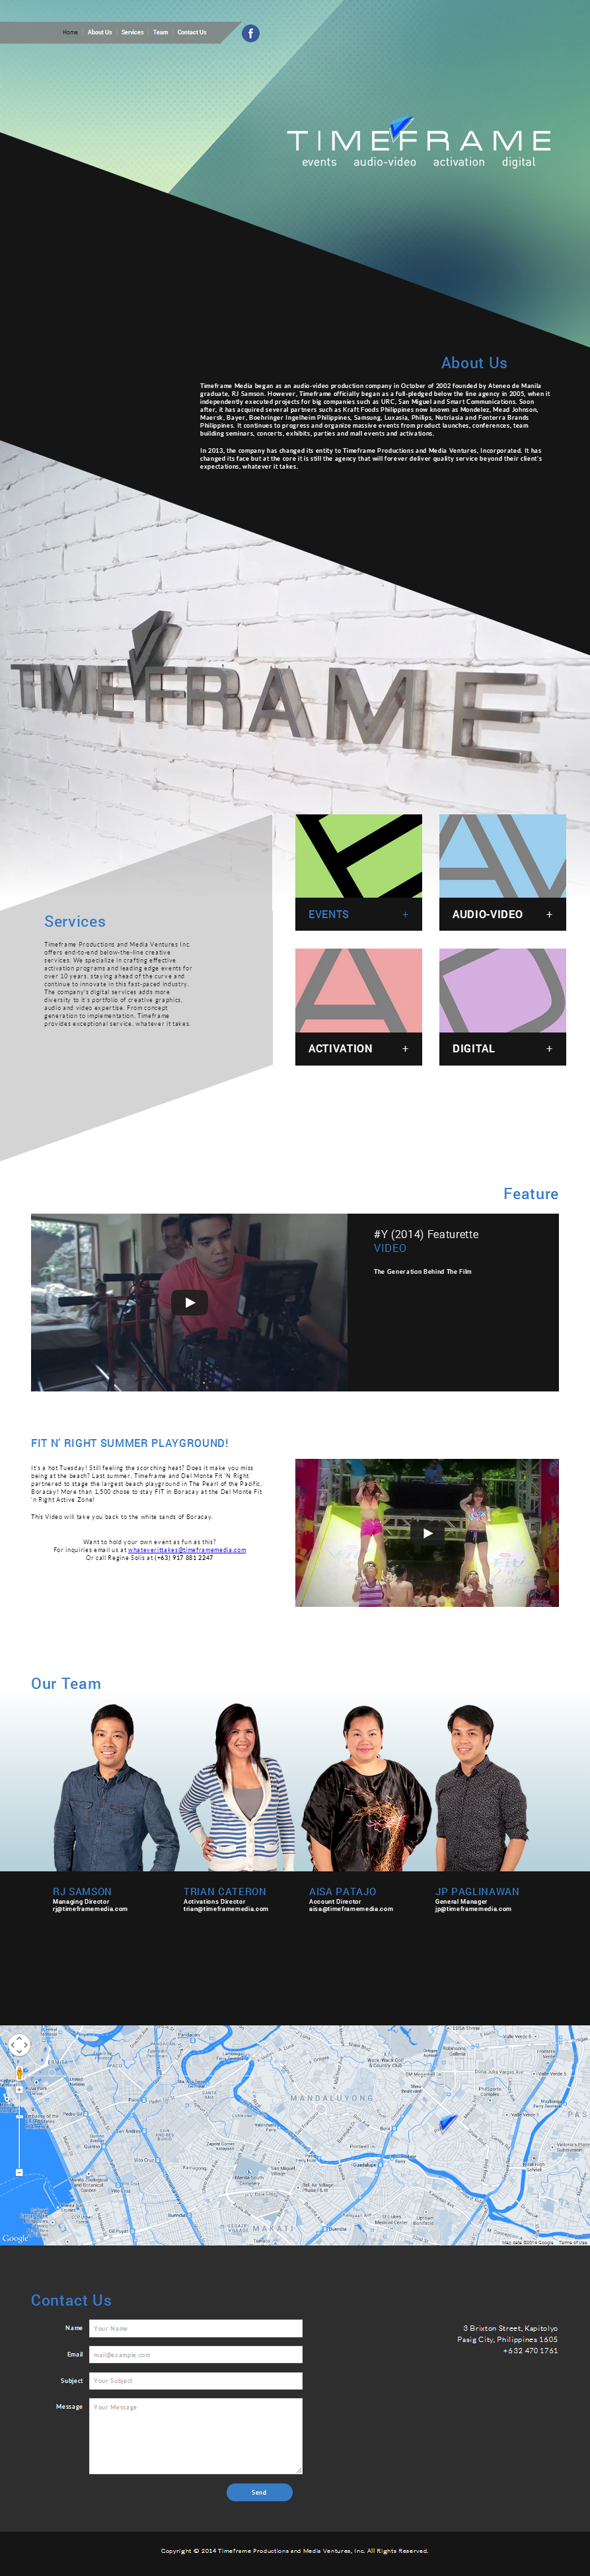 Home
About Us
Services
Team
Contact Us
TIMEFRAME
events audio-video activation digital
About Us
Timeframe Media began as an audio-video production company in October of 2002 founded by Ateneo de Manila
graduate, RJ Samson. However, Timeframe officially began as a full-pledged below the line agency in 2005, when it
independently executed projects for big companies such as URC, San Miguel and Smart Communications. Soon
after, it has acquired several partners such as Kraft Foods Philippines now known as Mondelez, Mead Johnson,
Maersk, Bayer, Boehringer Ingelheim Philippines, Samsung, Luxasia, Philips, Nutriasia and Fonterra Brands
Philippines. It continues to progress and organize massive events from product launches, conferences, team
building seminars, concerts, exhibits, parties and mall events and activations.
In 2013, the company has changed its entity to Timeframe Productions and Media Ventures, Incorporated. It has
changed its face but at the core it is still the agency that will forever deliver quality service beyond their client's
expectations, whatever it takes.
TIMEFRAME
Services
Timeframe Productions and Media Ventures Inc.
offers end-to-end below-the-line creative
services. We specialize in crafting effective
activation programs and leading edge events for
over 10 years, staying ahead of the curve and
continue to innovate in this fast-paced industry.
The company's digital services adds more
diversity to it's portfolio of creative graphics,
audio and video expertise. From concept
generation to implementation, Timeframe
provides exceptional service, whatever it takes.
EVENTS +
AUDIO-VIDEO +
ACTIVATION +
DIGITAL +
Feature
#Y (2014) Featurette
VIDEO
The Generation Behind The Film
FIT N' RIGHT SUMMER PLAYGROUND!
It's a hot Tuesday! Still feeling the scorching heat? Does it make you miss
being at the beach? Last summer, Timeframe and Del Monte Fit 'N Right
partnered to stage the largest beach playground in The Pearl of the Pacific,
Boracay! More than 1,500 chose to stay FIT in Boracay at the Del Monte Fit
'n Right Active Zone!
This Video will take you back to the white sands of Boracay.
Want to hold your own event as fun as this?
For inquiries email us at whateverittakes@timeframemedia.com
Or call Regine Solis at (+63) 917 881 2247
Our Team
RJ SAMSON
Managing Director
rj@timeframemedia.com
TRIAN CATERON
Activations Director
trian@timeframemedia.com
AISA PATAJO
Account Director
aisa@timeframemedia.com
JP PAGLINAWAN
General Manager
jp@timeframemedia.com
MANDALUYONG
MAKATI
Google
Map data ©2014 Google Terms of Use
Contact Us
Name
Your Name
Email
mail@example.com
Subject
Your Subject
Message
Your Message
Send
3 Brixton Street, Kapitolyo
Pasig City, Philippines 1605
+632 470 1761
Copyright © 2014 Timeframe Productions and Media Ventures, Inc. All Rights Reserved.